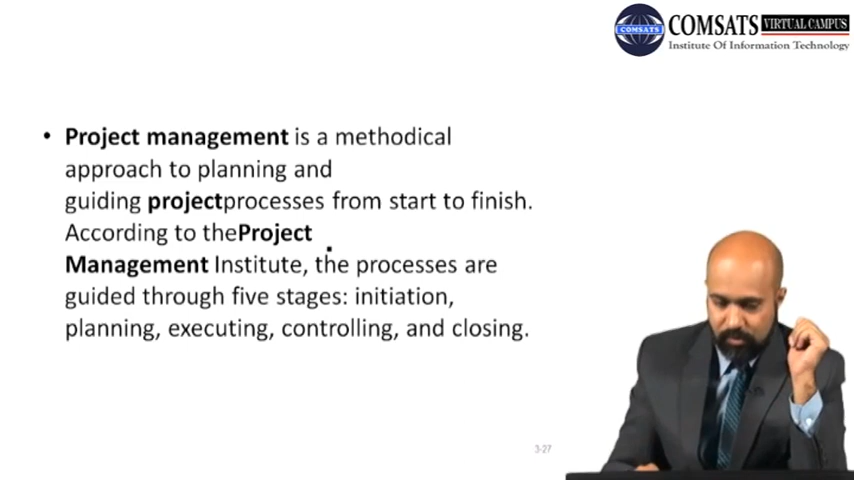 COMSATS VIRTUAL CAMPUS
COMSATS
Institute Of Information Technology
• Project management is a methodical
approach to planning and
guiding projectprocesses from start to finish.
According to theProject
Management Institute, the processes are
guided through five stages: initiation,
planning, executing, controlling, and closing.
3-27